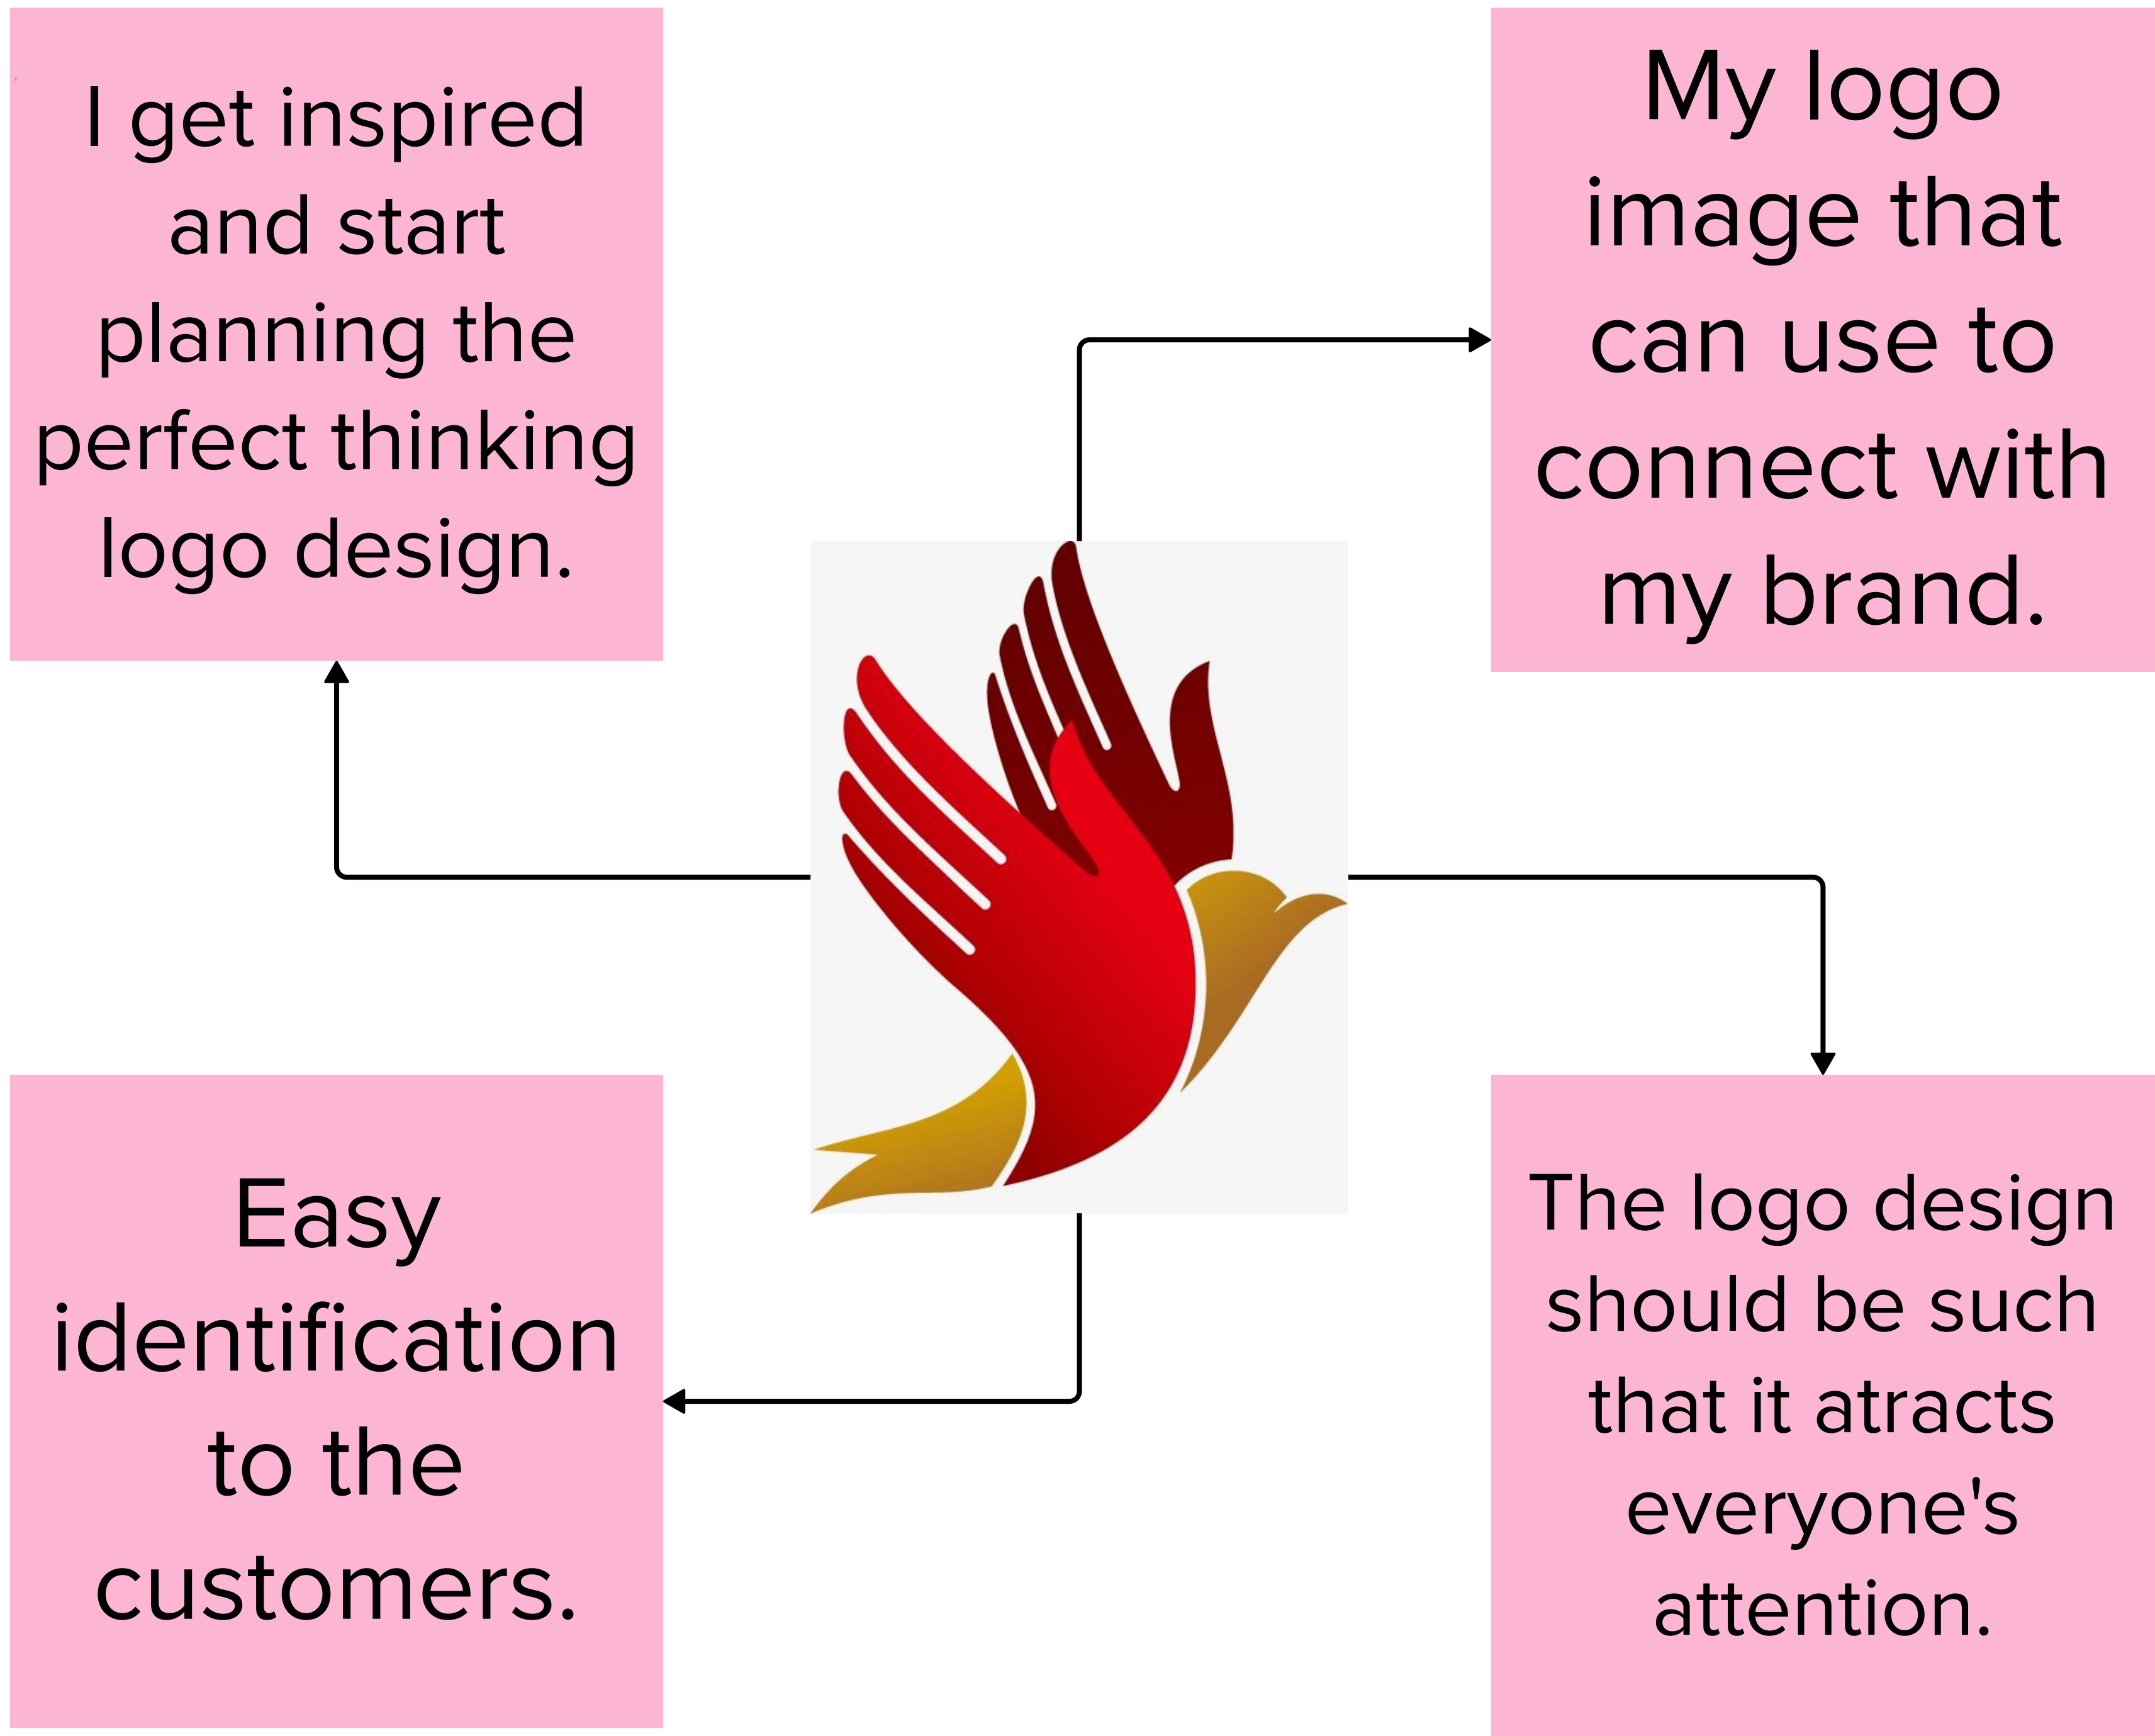 I get inspired
and start
planning the
perfect thinking
logo design.
My logo
image that
can use to
connect with
my brand.
Easy
identification
to the
customers.
The logo design
should be such
that it atracts
everyone's
attention.